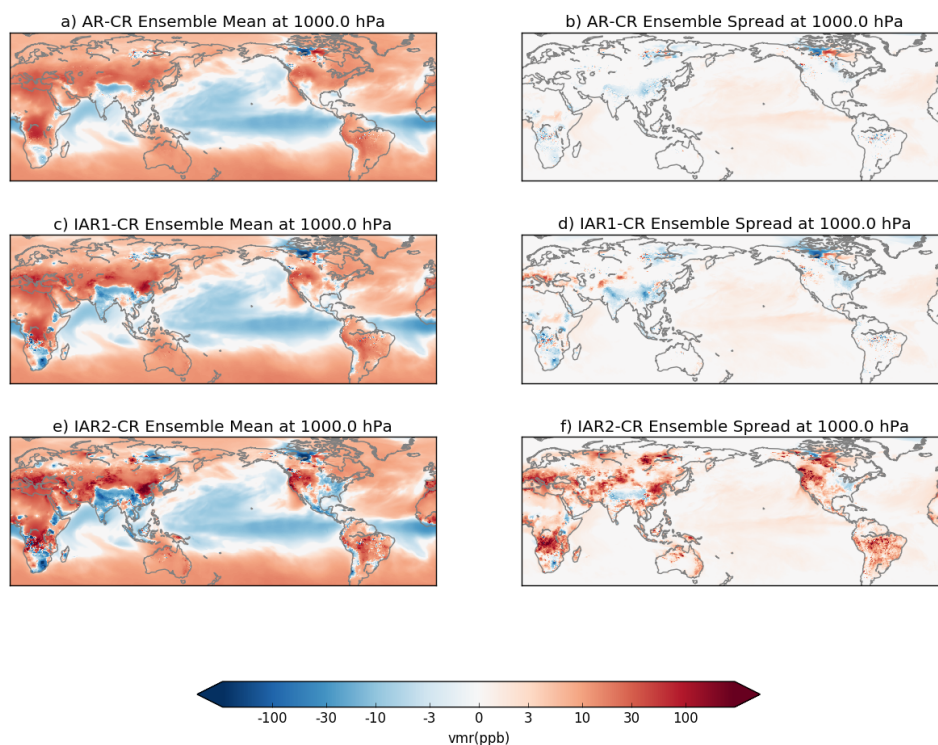 a) AR-CR Ensemble Mean at 1000.0 hPa
b) AR-CR Ensemble Spread at 1000.0 hPa
c) IAR1-CR Ensemble Mean at 1000.0 hPa
d) IAR1-CR Ensemble Spread at 1000.0 hPa
e) IAR2-CR Ensemble Mean at 1000.0 hPa
f) IAR2-CR Ensemble Spread at 1000.0 hPa
-100 -30 -10 -3 0 3 10 30 100
vmr(ppb)